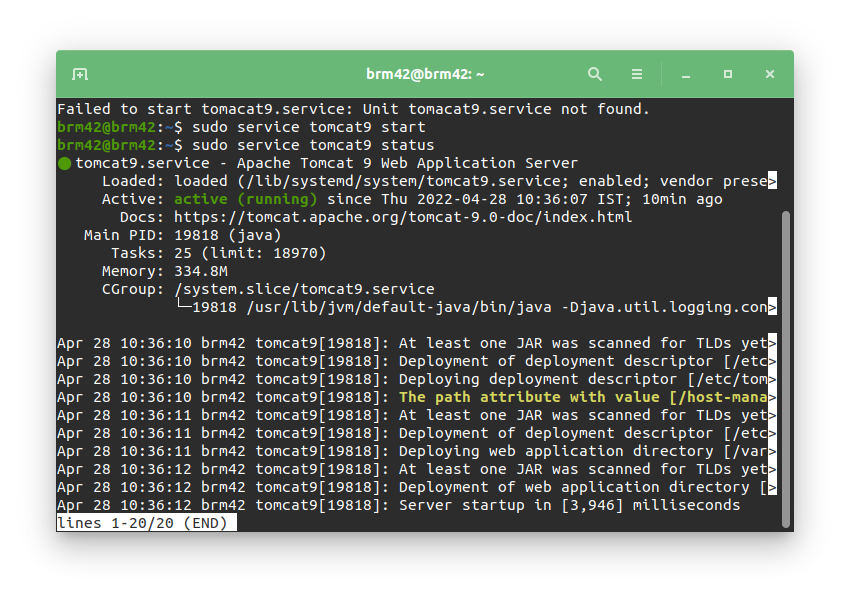 brm42@brm42: ~
Failed to start tomacat9.service: Unit tomacat9.service not found.
brm42@brm42:~$ sudo service tomcat9 start
brm42@brm42:~$ sudo service tomcat9 status
tomcat9.service - Apache Tomcat 9 Web Application Server
Loaded: loaded (/lib/systemd/system/tomcat9.service; enabled; vendor prese>
Active: active (running) since Thu 2022-04-28 10:36:07 IST; 10min ago
Docs: https://tomcat.apache.org/tomcat-9.0-doc/index.html
Main PID: 19818 (java)
Tasks: 25 (limit: 18970)
Memory: 334.8M
CGroup: /system.slice/tomcat9.service
└─19818 /usr/lib/jvm/default-java/bin/java -Djava.util.logging.con>
Apr 28 10:36:10 brm42 tomcat9[19818]: At least one JAR was scanned for TLDs yet>
Apr 28 10:36:10 brm42 tomcat9[19818]: Deployment of deployment descriptor [/etc>
Apr 28 10:36:10 brm42 tomcat9[19818]: Deploying deployment descriptor [/etc/tom>
Apr 28 10:36:10 brm42 tomcat9[19818]: The path attribute with value [/host-mana>
Apr 28 10:36:11 brm42 tomcat9[19818]: At least one JAR was scanned for TLDs yet>
Apr 28 10:36:11 brm42 tomcat9[19818]: Deployment of deployment descriptor [/etc>
Apr 28 10:36:11 brm42 tomcat9[19818]: Deploying web application directory [/var>
Apr 28 10:36:12 brm42 tomcat9[19818]: At least one JAR was scanned for TLDs yet>
Apr 28 10:36:12 brm42 tomcat9[19818]: Deployment of web application directory [>
Apr 28 10:36:12 brm42 tomcat9[19818]: Server startup in [3,946] milliseconds
lines 1-20/20 (END)